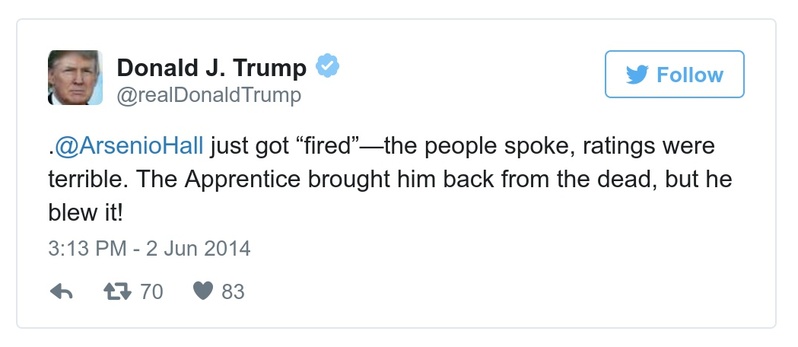 Donald J. Trump
@realDonaldTrump
Follow
.@ArsenioHall just got “fired”—the people spoke, ratings were
terrible. The Apprentice brought him back from the dead, but he
blew it!
3:13 PM - 2 Jun 2014
70 83